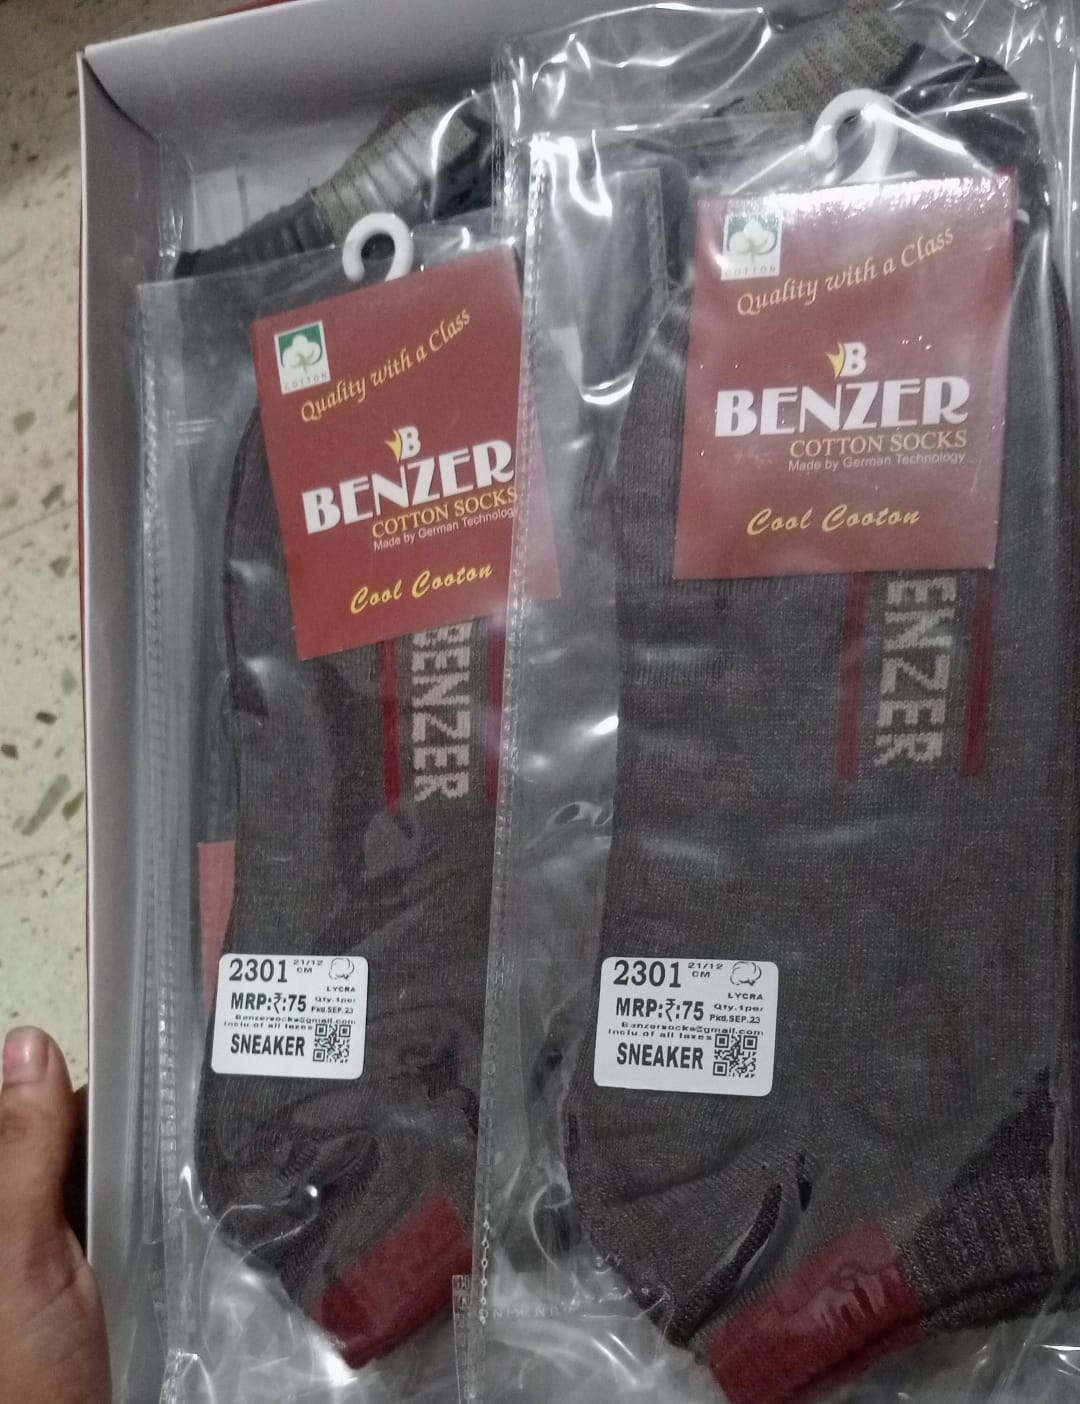 COTTON
Quality with a Class
B
BENZER
COTTON SOCKS
Made by German Technology
Cool Cooton
BENZER
2301 21/12 CM
LYCRA
MRP:₹:75 Qty.1per
Pkd.SEP.23
Banzersocks@gmail.com
Inclu of all taxes
SNEAKER
COTTON
Quality with a Class
B
BENZER
COTTON SOCKS
Made by German Technology
Cool Cooton
ENZER
2301 21/12 CM
LYCRA
MRP:₹:75 Qty.1per
Pkd.SEP.23
Banzersocks@gmail.com
Inclu of all taxes
SNEAKER